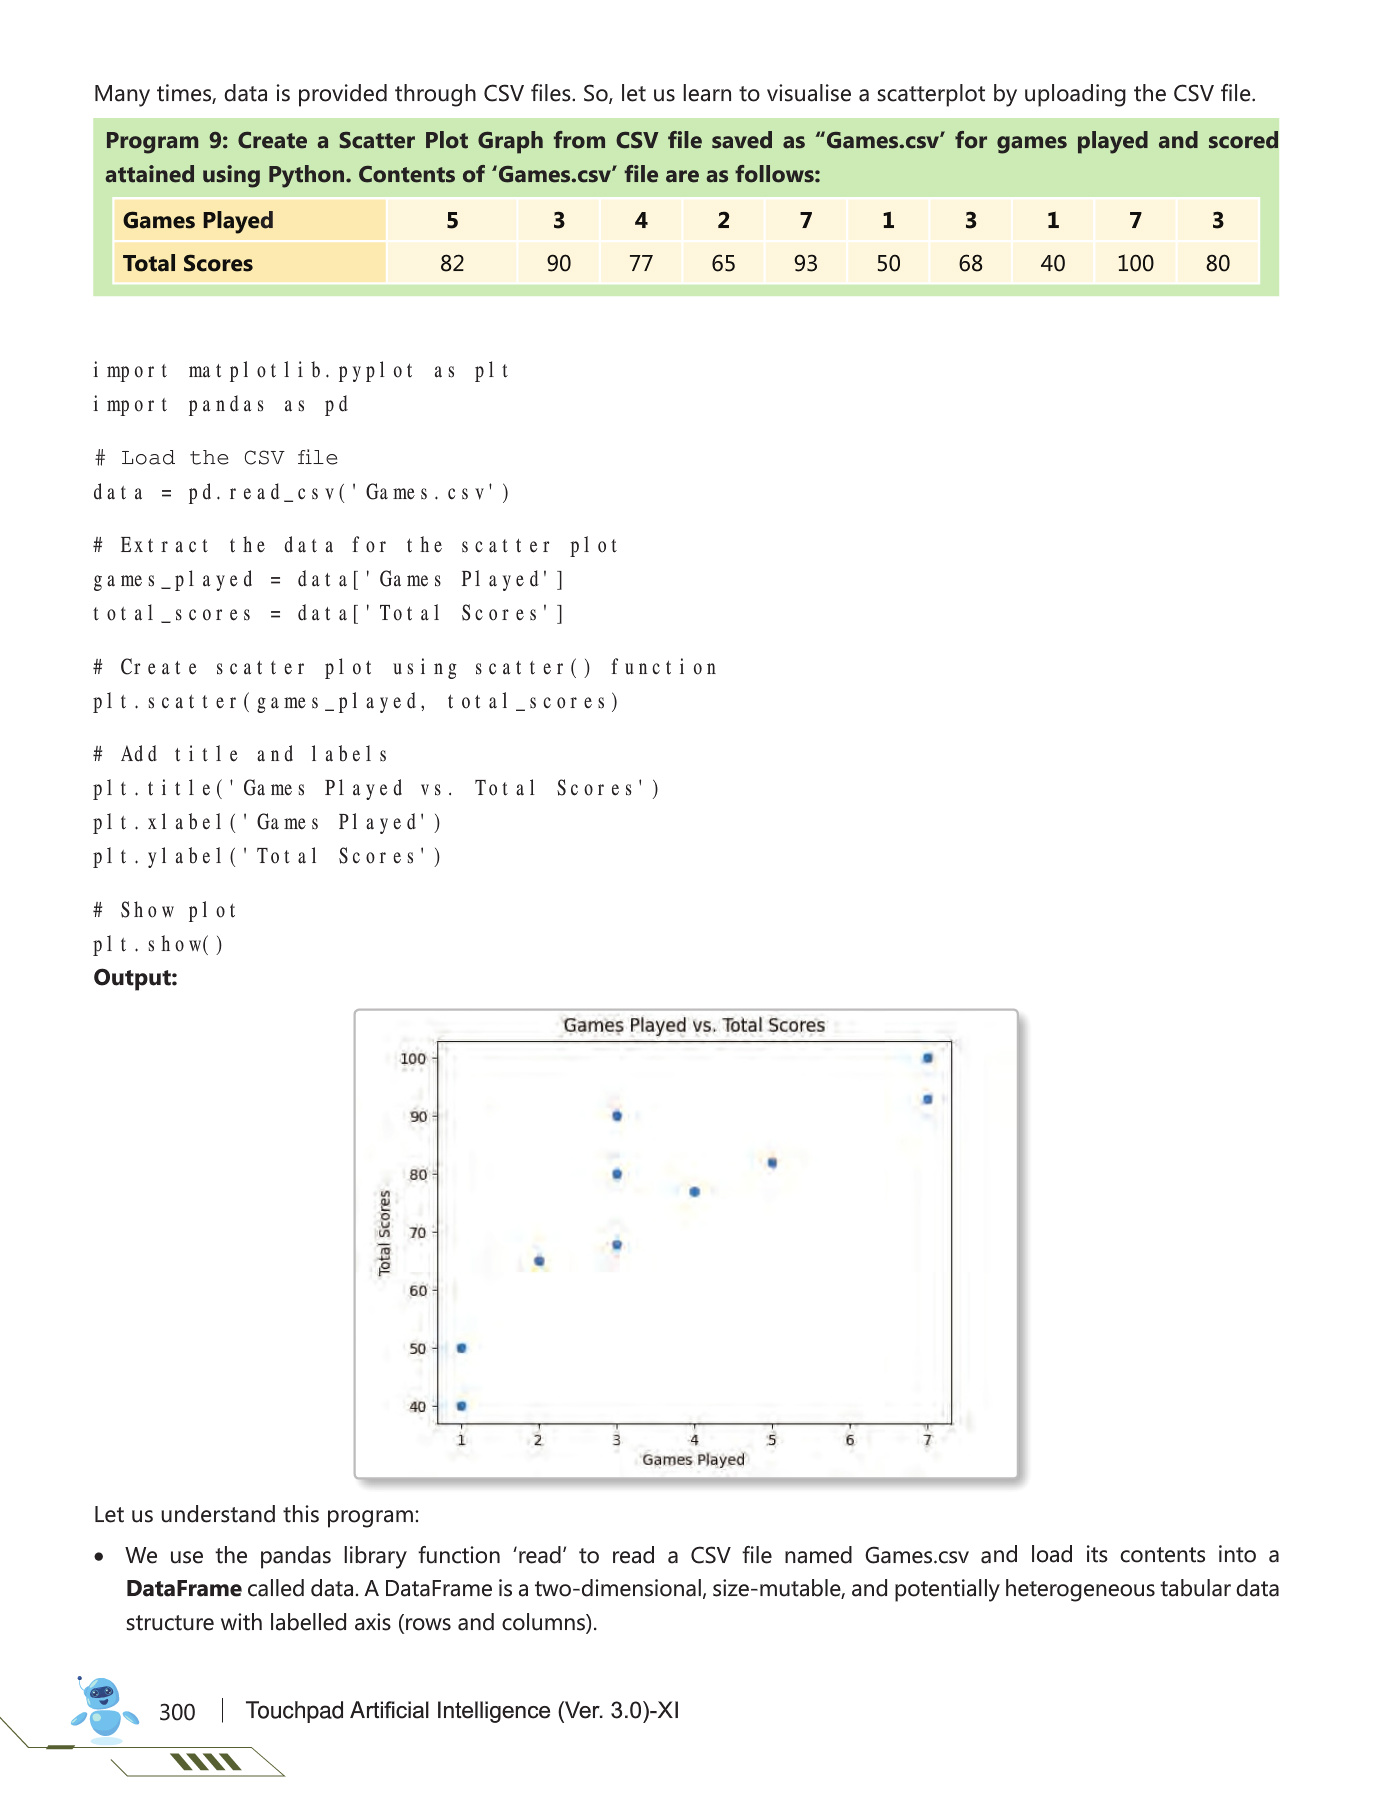 Many times, data is provided through CSV files. So, let us learn to visualise a scatterplot by uploading the CSV file.
Program 9: Create a Scatter Plot Graph from CSV file saved as “Games.csv’ for games played and scored
attained using Python. Contents of ‘Games.csv’ file are as follows:
Games Played 5 3 4 2 7 1 3 1 7 3
Total Scores 82 90 77 65 93 50 68 40 100 80
import matplotlib.pyplot as plt
import pandas as pd
# Load the CSV file
data = pd.read_csv('Games.csv')
# Extract the data for the scatter plot
games_played = data['Games Played']
total_scores = data['Total Scores']
# Create scatter plot using scatter() function
plt.scatter(games_played, total_scores)
# Add title and labels
plt.title('Games Played vs. Total Scores')
plt.xlabel('Games Played')
plt.ylabel('Total Scores')
# Show plot
plt.show()
Output:
Games Played vs. Total Scores
100
90
80
70
60
50
40
Total Scores
1 2 3 4 5 6 7
Games Played
Let us understand this program:
• We use the pandas library function ‘read’ to read a CSV file named Games.csv and load its contents into a
DataFrame called data. A DataFrame is a two-dimensional, size-mutable, and potentially heterogeneous tabular data
structure with labelled axis (rows and columns).
300 | Touchpad Artificial Intelligence (Ver. 3.0)-XI